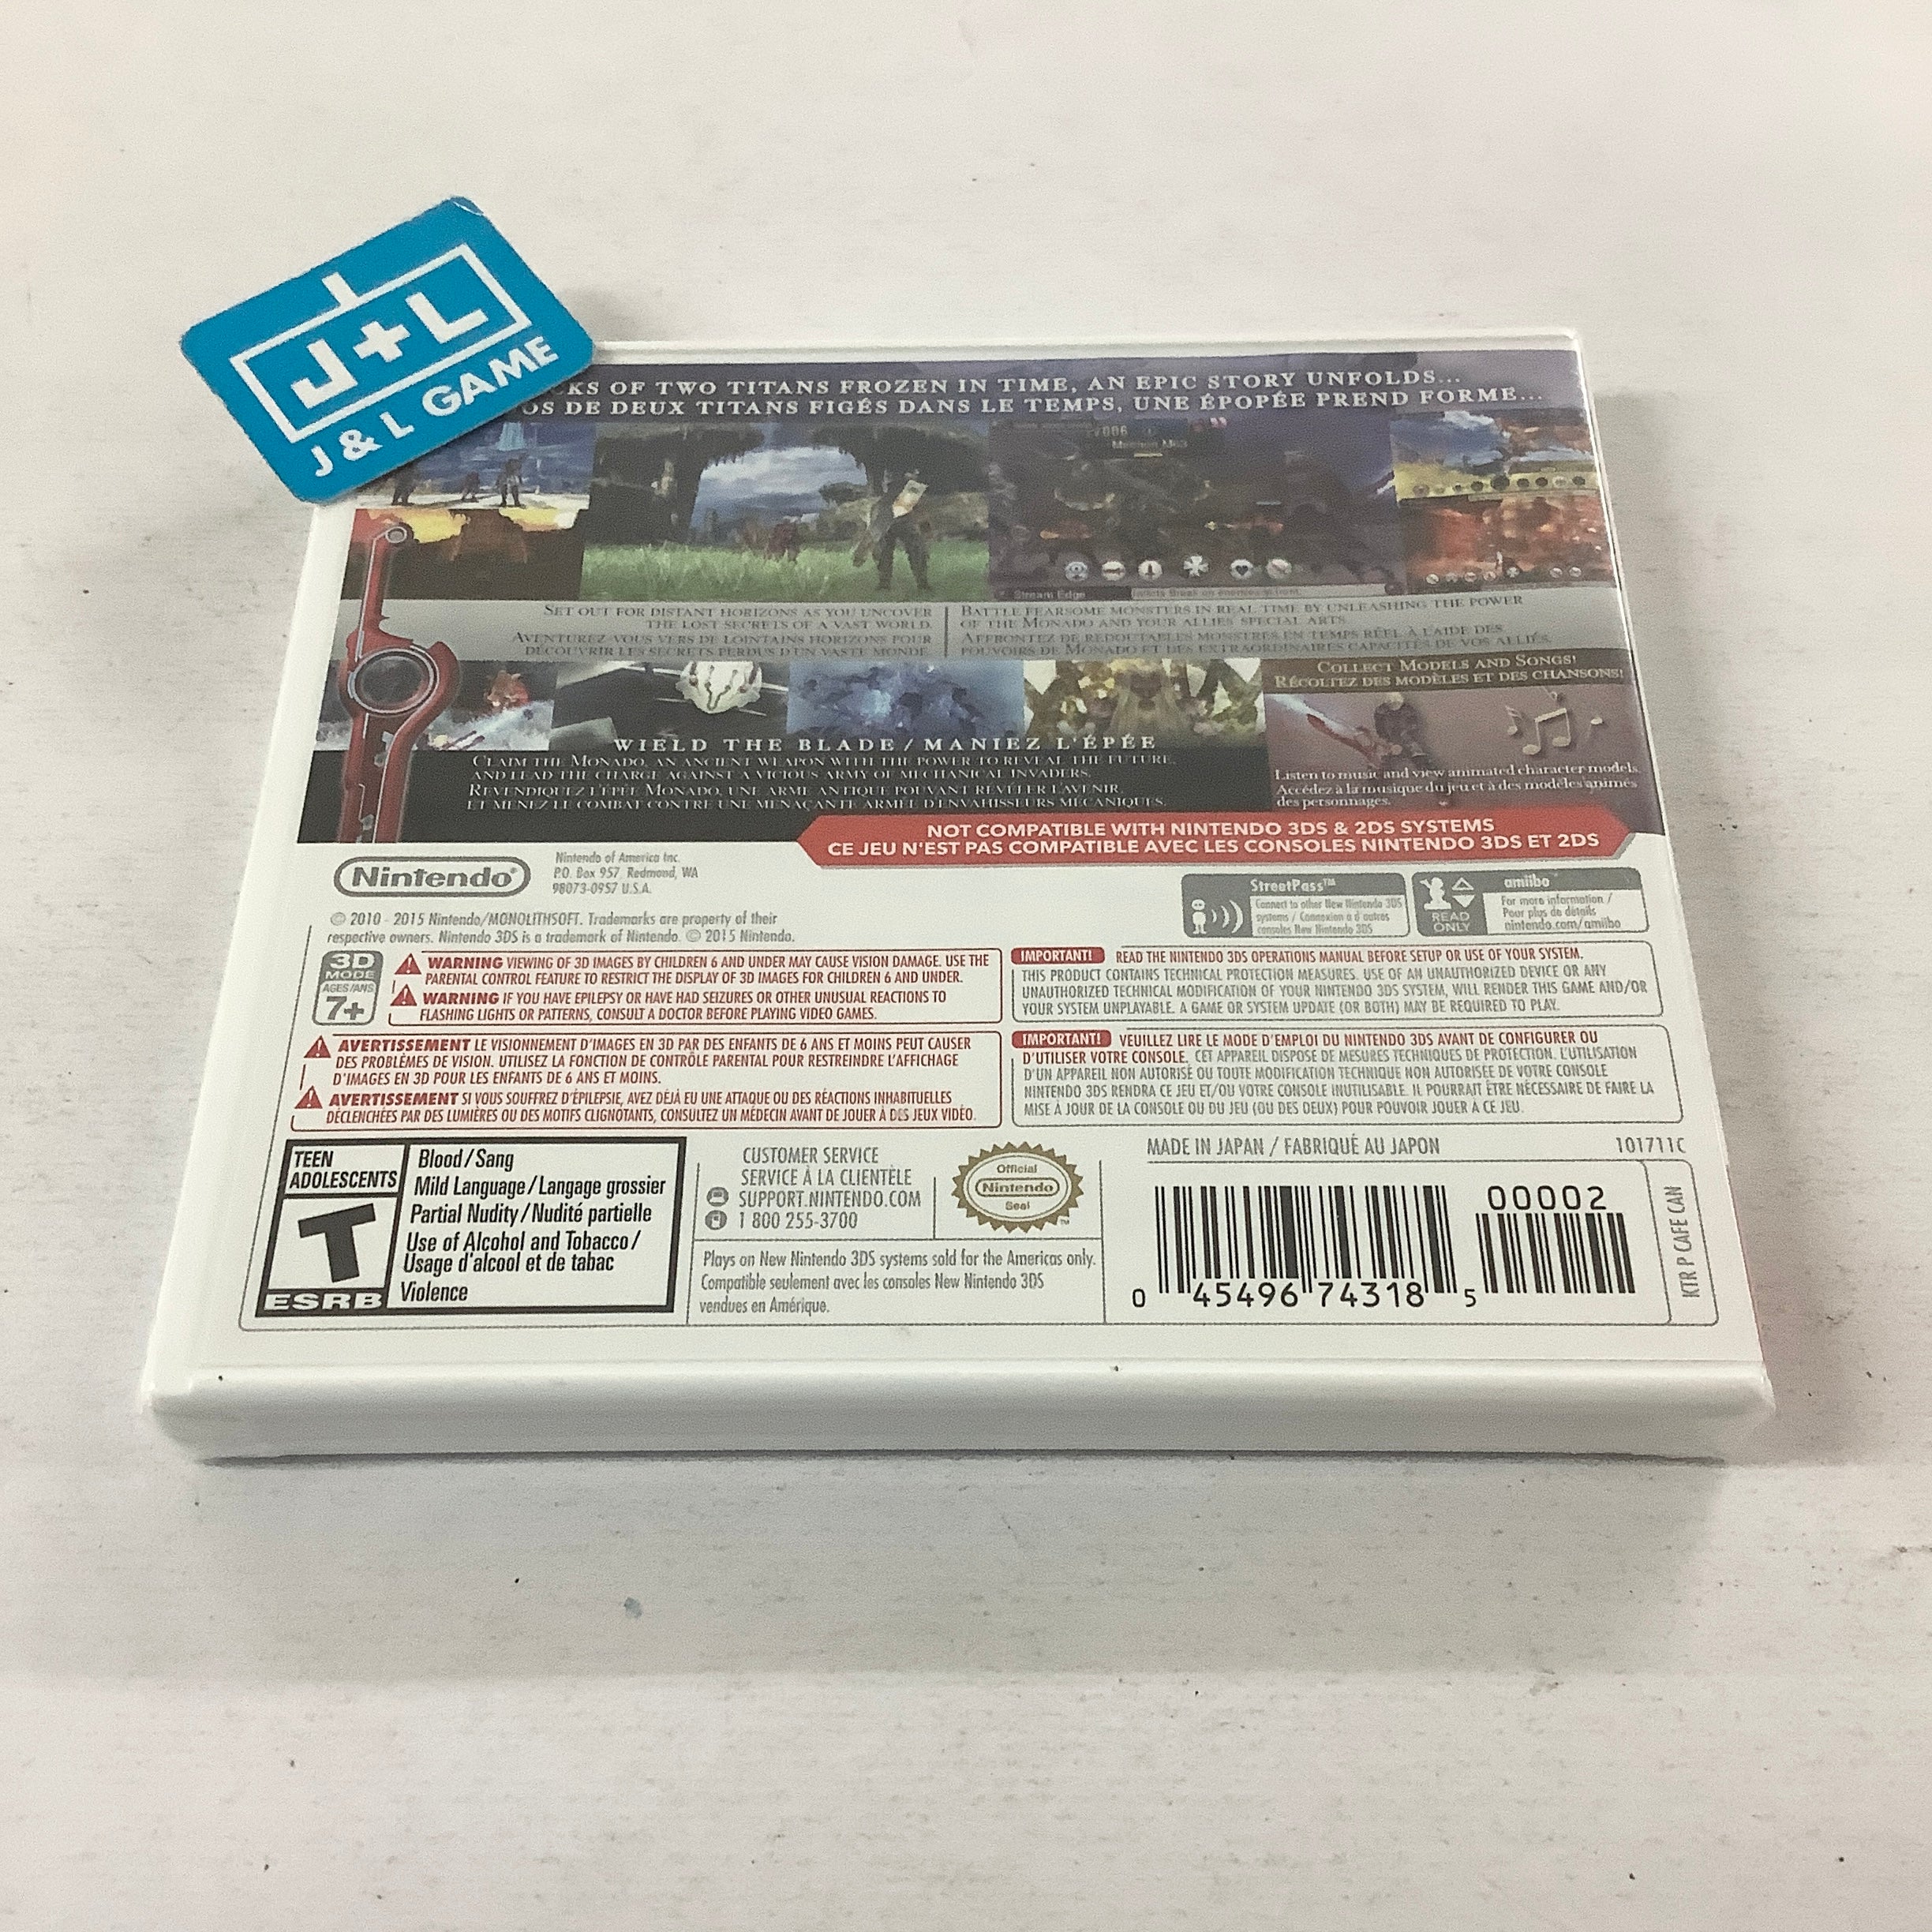 J+L
J & L GAME
KS OF TWO TITANS FROZEN IN TIME, AN EPIC STORY UNFOLDS...
OS DE DEUX TITANS FIGÉS DANS LE TEMPS, UNE ÉPOPÉE PREND FORME...
Stream Edge
SET OUT FOR DISTANT HORIZONS AS YOU UNCOVER
THE LOST SECRETS OF A VAST WORLD.
AVENTUREZ-VOUS VERS DE LOINTAINS HORIZONS POUR
DÉCOUVRIR LES SECRETS PERDUS D'UN VASTE MONDE.
BATTLE FEARSOME MONSTERS IN REAL TIME BY UNLEASHING THE POWER
OF THE MONADO AND YOUR ALLIES SPECIAL ARTS.
AFFRONTEZ DE REDOUTABLES MONSTRES EN TEMPS RÉEL À L'AIDE DES
POUVOIRS DE MONADO ET DES EXTRAORDINAIRES CAPACITÉS DE VOS ALLIÉS.
COLLECT MODELS AND SONGS!
RÉCOLTEZ DES MODÈLES ET DES CHANSONS!
WIELD THE BLADE / MANIEZ L'ÉPÉE
CLAIM THE MONADO, AN ANCIENT WEAPON WITH THE POWER TO REVEAL THE FUTURE,
AND LEAD THE CHARGE AGAINST A VICIOUS ARMY OF MECHANICAL INVADERS.
REVENDIQUEZ L'ÉPÉE MONADO, UNE ARME ANTIQUE POUVANT RÉVÉLER L'AVENIR,
ET MENEZ LE COMBAT CONTRE UNE MENAÇANTE ARMÉE D'ENVAHISSEURS MÉCANIQUES.
Listen to music and view animated character models.
Accédez à la musique du jeu et à des modèles animés
des personnages.
NOT COMPATIBLE WITH NINTENDO 3DS & 2DS SYSTEMS
CE JEU N'EST PAS COMPATIBLE AVEC LES CONSOLES NINTENDO 3DS ET 2DS
Nintendo®
Nintendo of America Inc.
P.O. Box 957, Redmond, WA
98073-0957 U.S.A.
© 2010 - 2015 Nintendo/MONOLITHSOFT. Trademarks are property of their
respective owners. Nintendo 3DS is a trademark of Nintendo. © 2015 Nintendo.
StreetPass™
Connect to other New Nintendo 3DS
systems / Connexion à d'autres
consoles New Nintendo 3DS
READ
ONLY
amiibo
For more information /
Pour plus de détails
nintendo.com/amiibo
3D
MODE
AGES/ANS
7+
WARNING VIEWING OF 3D IMAGES BY CHILDREN 6 AND UNDER MAY CAUSE VISION DAMAGE. USE THE
PARENTAL CONTROL FEATURE TO RESTRICT THE DISPLAY OF 3D IMAGES FOR CHILDREN 6 AND UNDER.
WARNING IF YOU HAVE EPILEPSY OR HAVE HAD SEIZURES OR OTHER UNUSUAL REACTIONS TO
FLASHING LIGHTS OR PATTERNS, CONSULT A DOCTOR BEFORE PLAYING VIDEO GAMES.
AVERTISSEMENT LE VISIONNEMENT D'IMAGES EN 3D PAR DES ENFANTS DE 6 ANS ET MOINS PEUT CAUSER
DES PROBLÈMES DE VISION. UTILISEZ LA FONCTION DE CONTRÔLE PARENTAL POUR RESTREINDRE L'AFFICHAGE
D'IMAGES EN 3D POUR LES ENFANTS DE 6 ANS ET MOINS.
AVERTISSEMENT SI VOUS SOUFFREZ D'ÉPILEPSIE, AVEZ DÉJÀ EU UNE ATTAQUE OU DES RÉACTIONS INHABITUELLES
DÉCLENCHÉES PAR DES LUMIÈRES OU DES MOTIFS CLIGNOTANTS, CONSULTEZ UN MÉDECIN AVANT DE JOUER À DES JEUX VIDÉO.
IMPORTANT! READ THE NINTENDO 3DS OPERATIONS MANUAL BEFORE SETUP OR USE OF YOUR SYSTEM.
THIS PRODUCT CONTAINS TECHNICAL PROTECTION MEASURES. USE OF AN UNAUTHORIZED DEVICE OR ANY
UNAUTHORIZED TECHNICAL MODIFICATION OF YOUR NINTENDO 3DS SYSTEM, WILL RENDER THIS GAME AND/OR
YOUR SYSTEM UNPLAYABLE. A GAME OR SYSTEM UPDATE (OR BOTH) MAY BE REQUIRED TO PLAY.
IMPORTANT! VEUILLEZ LIRE LE MODE D'EMPLOI DU NINTENDO 3DS AVANT DE CONFIGURER OU
D'UTILISER VOTRE CONSOLE. CET APPAREIL DISPOSE DE MESURES TECHNIQUES DE PROTECTION. L'UTILISATION
D'UN APPAREIL NON AUTORISÉ OU TOUTE MODIFICATION TECHNIQUE NON AUTORISÉE DE VOTRE CONSOLE
NINTENDO 3DS RENDRA CE JEU ET/OU VOTRE CONSOLE INUTILISABLE. IL POURRAIT ÊTRE NÉCESSAIRE DE FAIRE LA
MISE À JOUR DE LA CONSOLE OU DU JEU (OU DES DEUX) POUR POUVOIR JOUER À CE JEU.
TEEN
ADOLESCENTS
T
ESRB
Blood / Sang
Mild Language / Langage grossier
Partial Nudity / Nudité partielle
Use of Alcohol and Tobacco /
Usage d'alcool et de tabac
Violence
CUSTOMER SERVICE
SERVICE À LA CLIENTÈLE
SUPPORT.NINTENDO.COM
1 800 255-3700
Official
Nintendo
Seal
Plays on New Nintendo 3DS systems sold for the Americas only.
Compatible seulement avec les consoles New Nintendo 3DS
vendues en Amérique.
MADE IN JAPAN / FABRIQUÉ AU JAPON
101711C
00002
0 45496 74318 5
KTR P CAFE CAN